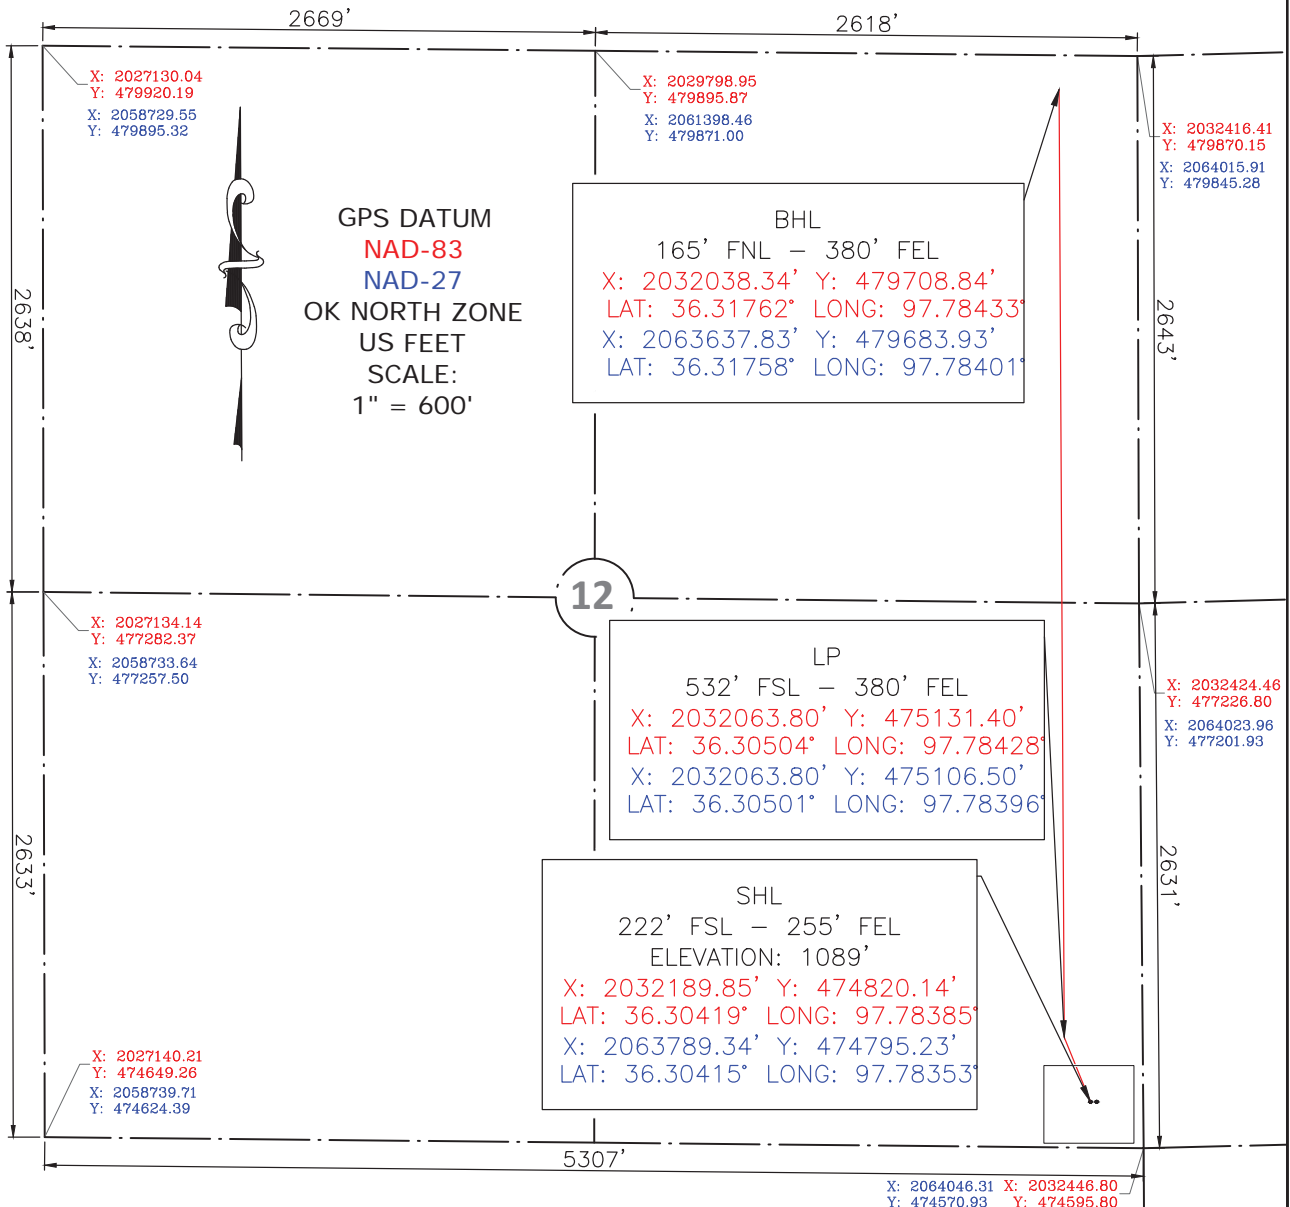 2669'
2618'
X: 2027130.04
Y: 479920.19
X: 2058729.55
Y: 479895.32
X: 2029798.95
Y: 479895.87
X: 2061398.46
Y: 479871.00
X: 2032416.41
Y: 479870.15
X: 2064015.91
Y: 479845.28
GPS DATUM
NAD-83
NAD-27
OK NORTH ZONE
US FEET
SCALE:
1" = 600'
BHL
165' FNL – 380' FEL
X: 2032038.34' Y: 479708.84'
LAT: 36.31762° LONG: 97.78433°
X: 2063637.83' Y: 479683.93'
LAT: 36.31758° LONG: 97.78401°
2638'
2643'
12
X: 2027134.14
Y: 477282.37
X: 2058733.64
Y: 477257.50
LP
532' FSL – 380' FEL
X: 2032063.80' Y: 475131.40'
LAT: 36.30504° LONG: 97.78428°
X: 2032063.80' Y: 475106.50'
LAT: 36.30501° LONG: 97.78396°
X: 2032424.46
Y: 477226.80
X: 2064023.96
Y: 477201.93
2633'
2631'
SHL
222' FSL – 255' FEL
ELEVATION: 1089'
X: 2032189.85' Y: 474820.14'
LAT: 36.30419° LONG: 97.78385°
X: 2063789.34' Y: 474795.23'
LAT: 36.30415° LONG: 97.78353°
X: 2027140.21
Y: 474649.26
X: 2058739.71
Y: 474624.39
5307'
X: 2064046.31 X: 2032446.80
Y: 474570.93 Y: 474595.80